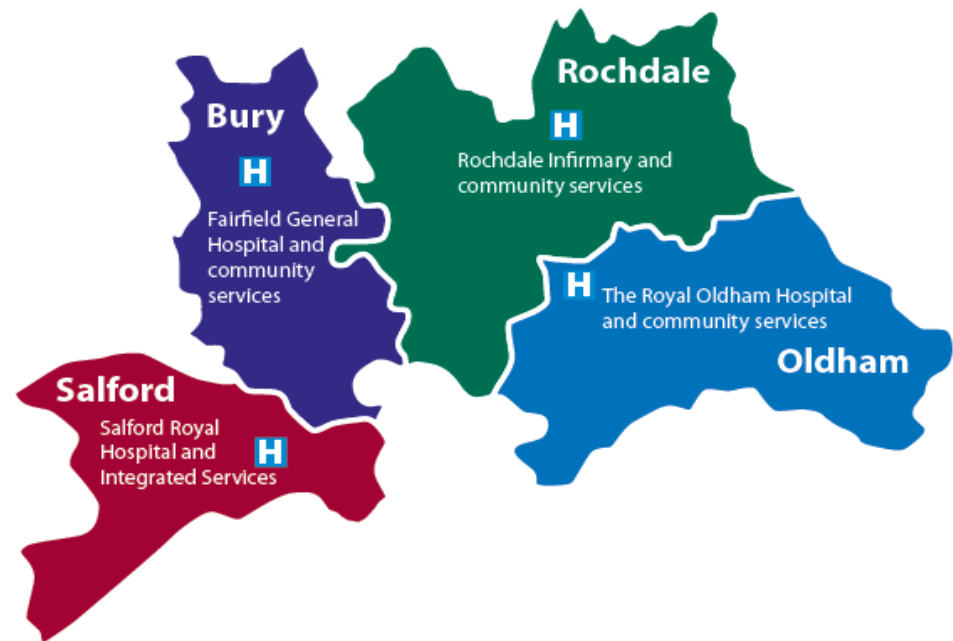 Rochdale
H
Rochdale Infirmary and
community services
Bury
H
Fairfield General
Hospital and
community
services
H
The Royal Oldham Hospital
and community services
Oldham
Salford
Salford Royal
Hospital and
Integrated Services
H